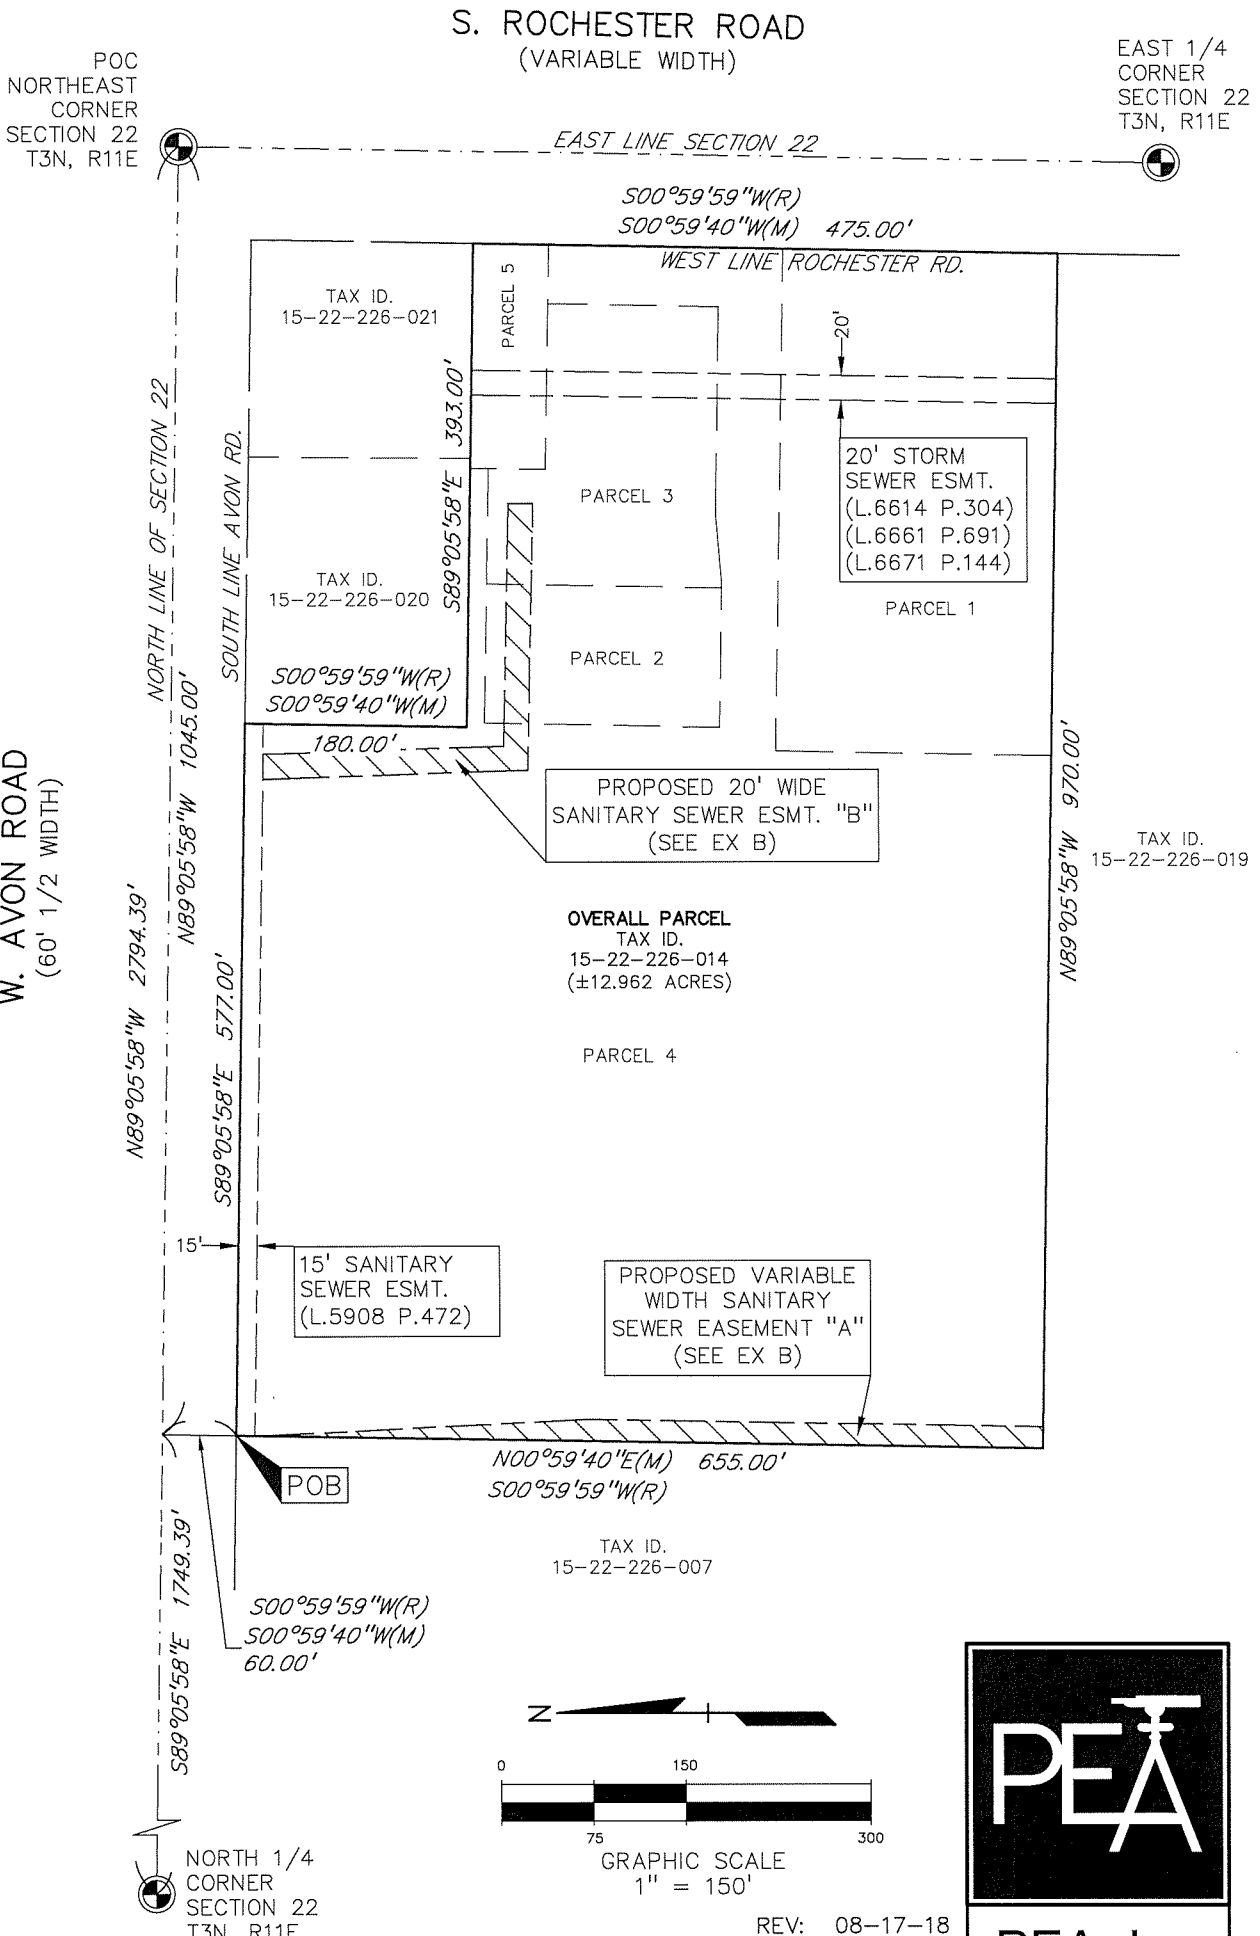 S. ROCHESTER ROAD
(VARIABLE WIDTH)
POC
NORTHEAST
CORNER
SECTION 22
T3N, R11E
EAST 1/4
CORNER
SECTION 22
T3N, R11E
EAST LINE SECTION 22
S00°59'59"W(R)
S00°59'40"W(M) 475.00'
WEST LINE ROCHESTER RD.
TAX ID.
15-22-226-021
PARCEL 5
20'
NORTH LINE OF SECTION 22
SOUTH LINE AVON RD.
S89°05'58"E 393.00'
20' STORM
SEWER ESMT.
(L.6614 P.304)
(L.6661 P.691)
(L.6671 P.144)
PARCEL 3
TAX ID.
15-22-226-020
PARCEL 1
PARCEL 2
S00°59'59"W(R)
S00°59'40"W(M)
180.00'
N89°05'58"W 1045.00'
W. AVON ROAD
(60' 1/2 WIDTH)
PROPOSED 20' WIDE
SANITARY SEWER ESMT. "B"
(SEE EX B)
N89°05'58"W 970.00'
TAX ID.
15-22-226-019
N89°05'58"W 2794.39'
S89°05'58"E 577.00'
OVERALL PARCEL
TAX ID.
15-22-226-014
(±12.962 ACRES)
PARCEL 4
15'
15' SANITARY
SEWER ESMT.
(L.5908 P.472)
PROPOSED VARIABLE
WIDTH SANITARY
SEWER EASEMENT "A"
(SEE EX B)
N00°59'40"E(M) 655.00'
S00°59'59"W(R)
POB
TAX ID.
15-22-226-007
S89°05'58"E 1749.39'
S00°59'59"W(R)
S00°59'40"W(M)
60.00'
N
0 150
75 300
GRAPHIC SCALE
1" = 150'
PEA
NORTH 1/4
CORNER
SECTION 22
T3N, R11E
REV: 08-17-18